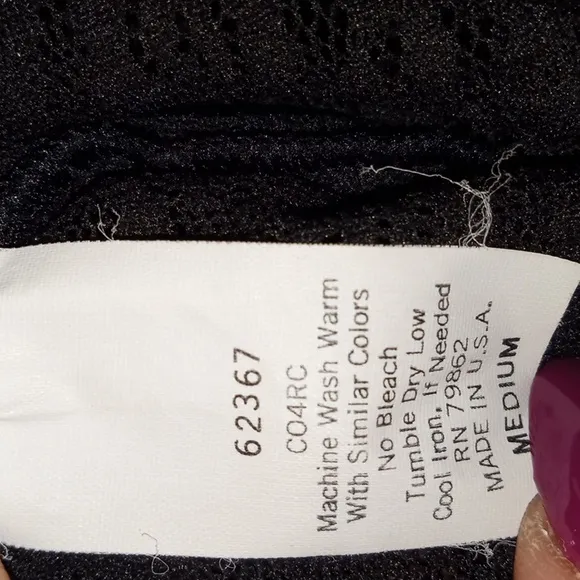 62367
CO4RC
Machine Wash Warm
With Similar Colors
No Bleach
Tumble Dry Low
Cool Iron, If Needed
RN 79862
MADE IN U.S.A.
MEDIUM